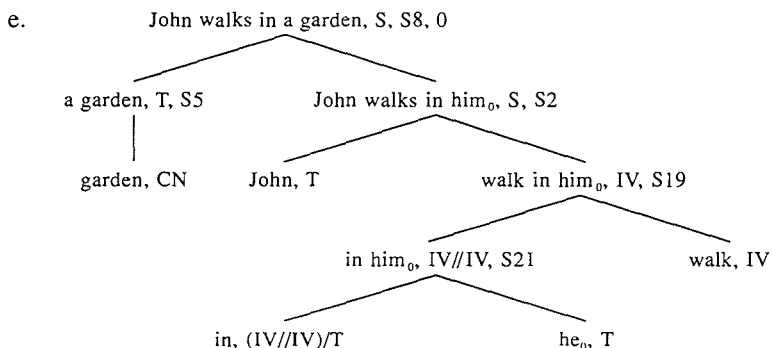 e. John walks in a garden, S, S8, 0
a garden, T, S5 John walks in him₀, S, S2
garden, CN John, T walk in him₀, IV, S19
in him₀, IV//IV, S21 walk, IV
in, (IV//IV)/T he₀, T